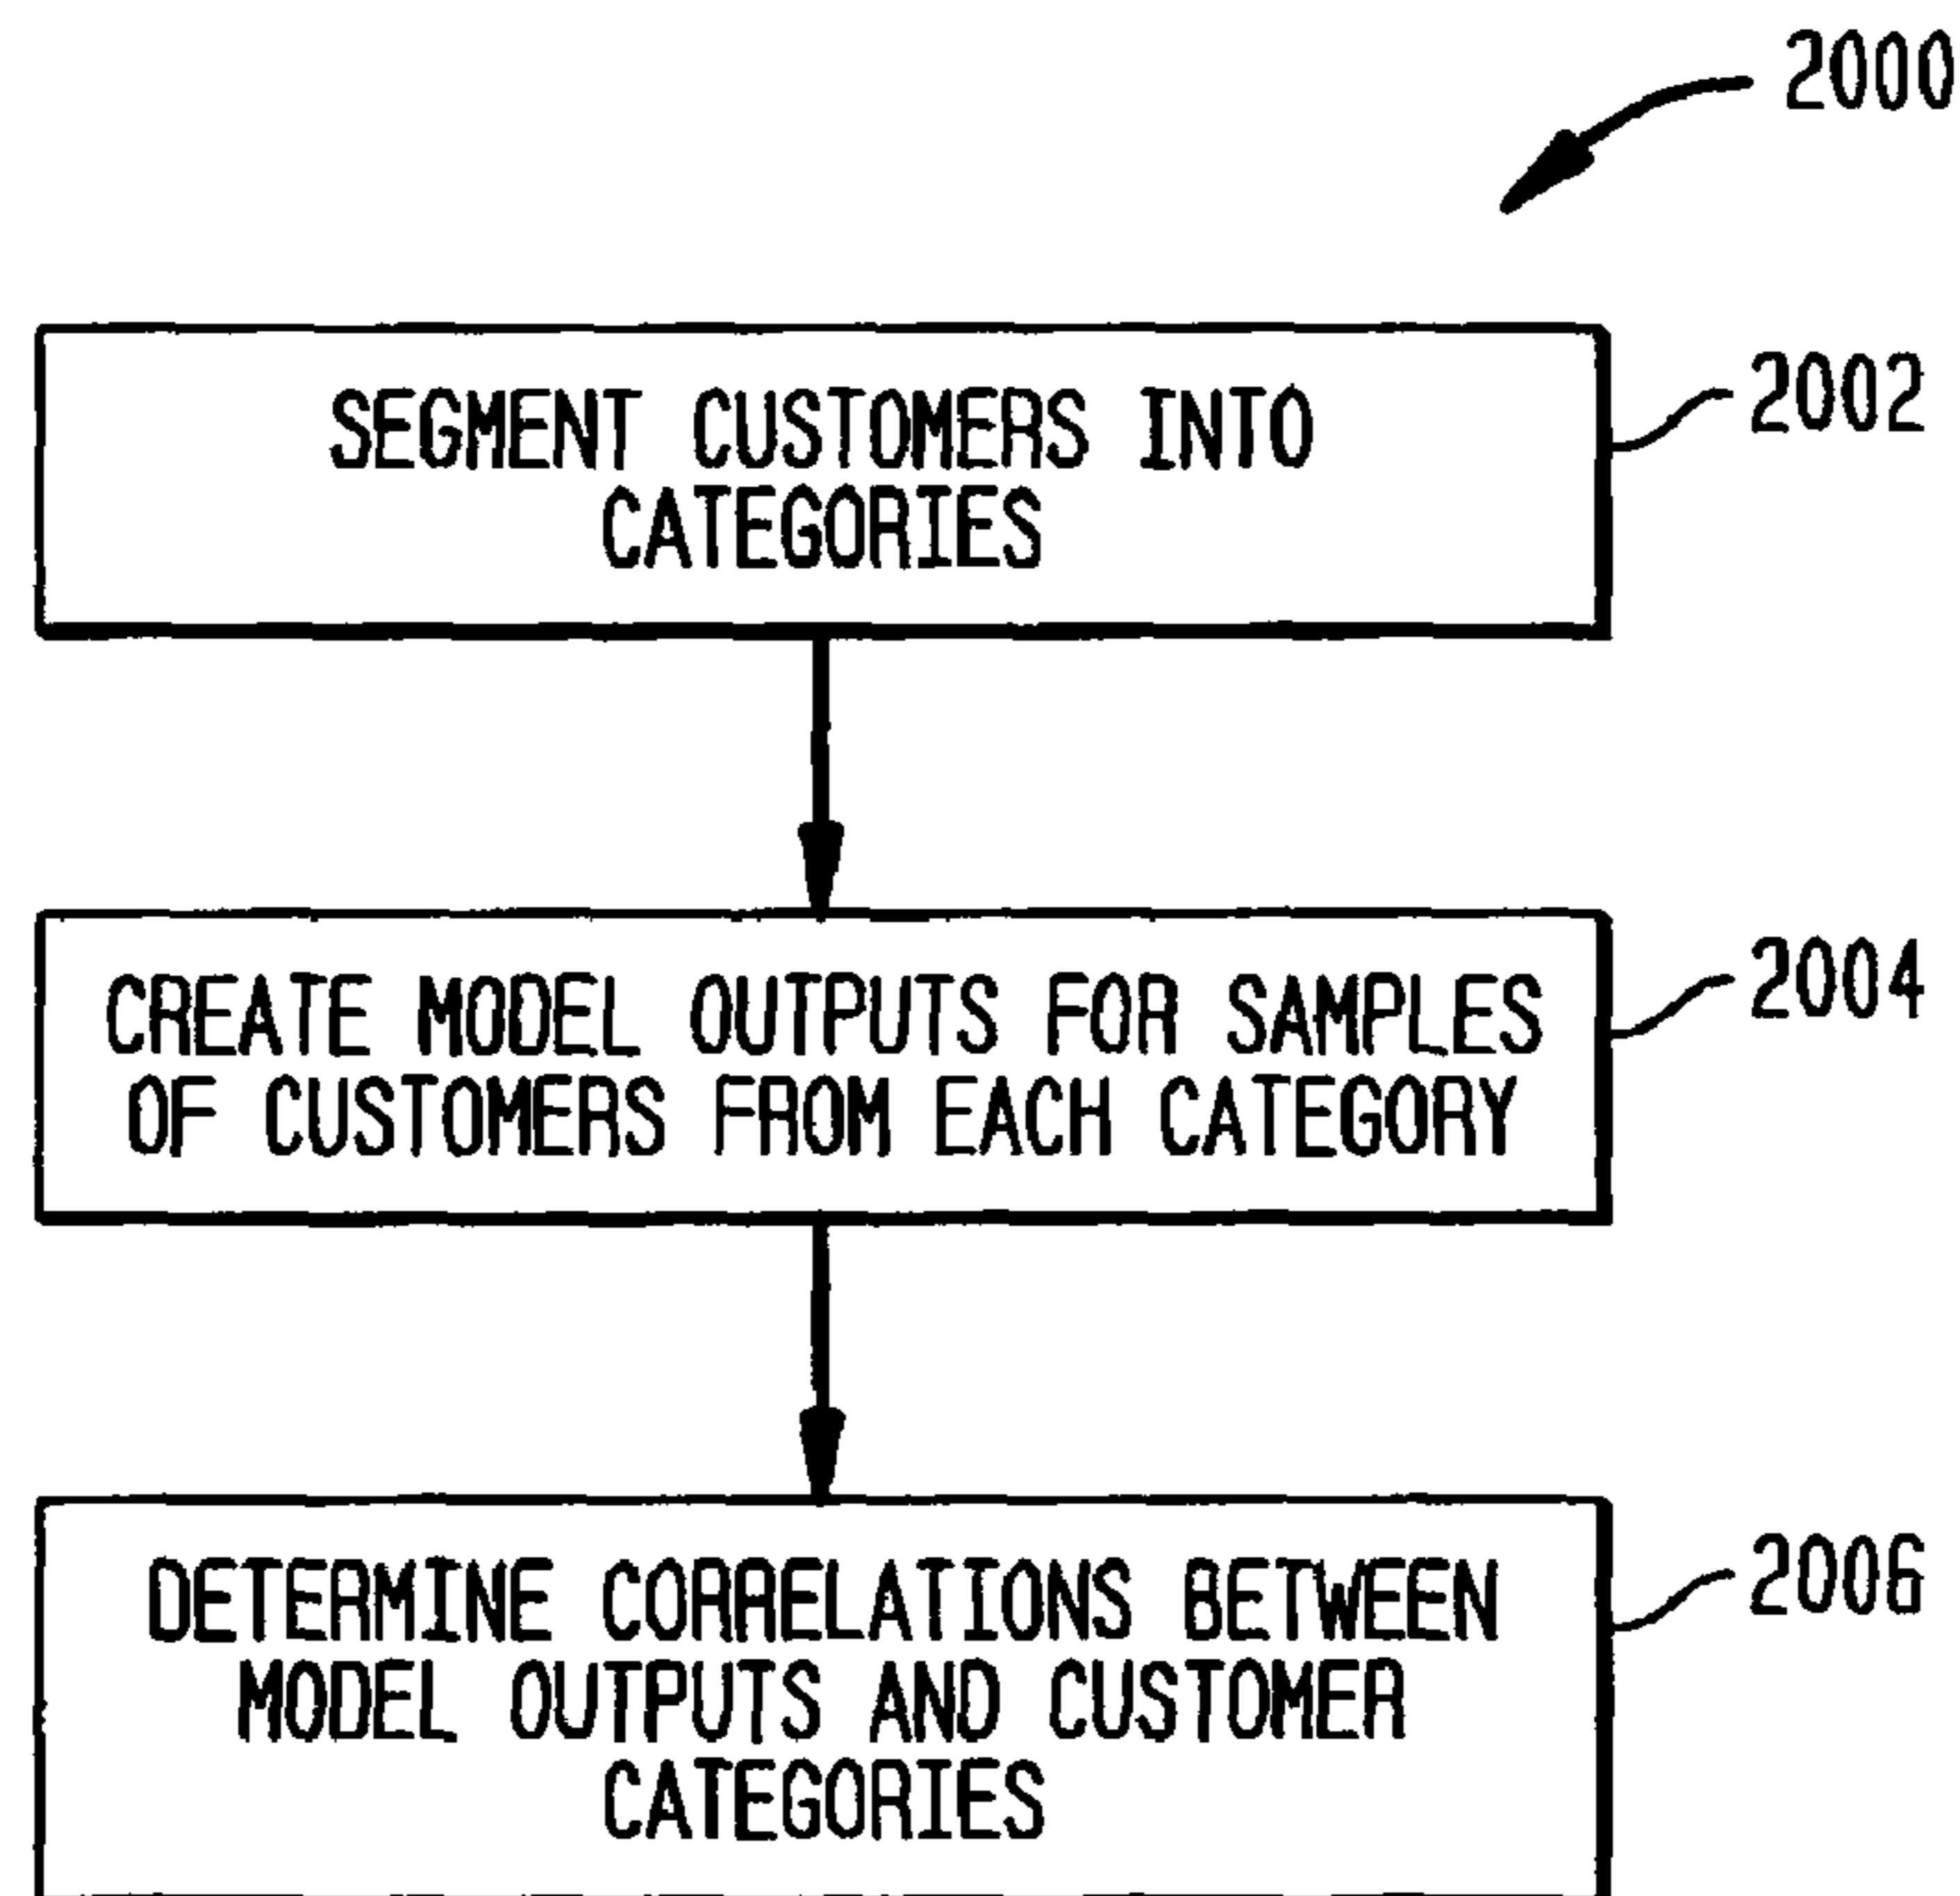 2000
SEGMENT CUSTOMERS INTO
CATEGORIES
2002
CREATE MODEL OUTPUTS FOR SAMPLES
OF CUSTOMERS FROM EACH CATEGORY
2004
DETERMINE CORRELATIONS BETWEEN
MODEL OUTPUTS AND CUSTOMER
CATEGORIES
2006